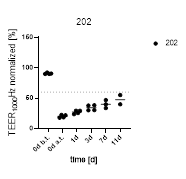 202
150
100
50
0
TEER1000Hz normalized [%]
0d b.t.
0d a.t.
1d
3d
7d
11d
time [d]
202